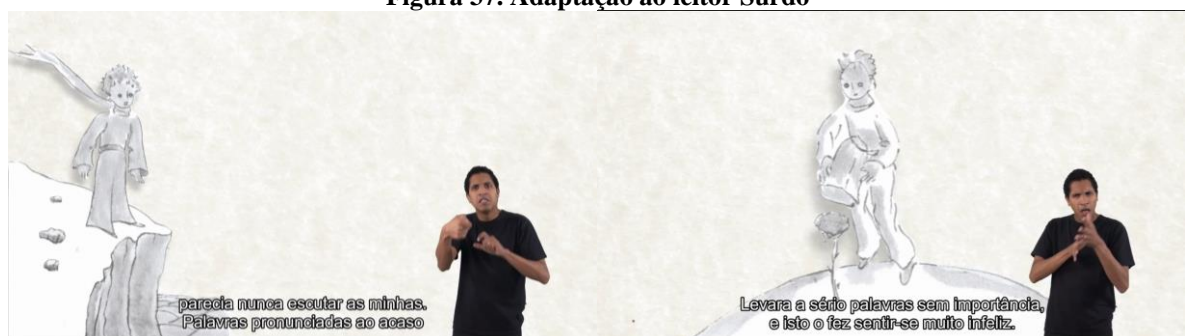 Figura 37. Adaptação ao leitor Surdo
parecia nunca escutar as minhas.
Palavras pronunciadas ao acaso
Levara a sério palavras sem importância,
e isto o fez sentir-se muito infeliz.